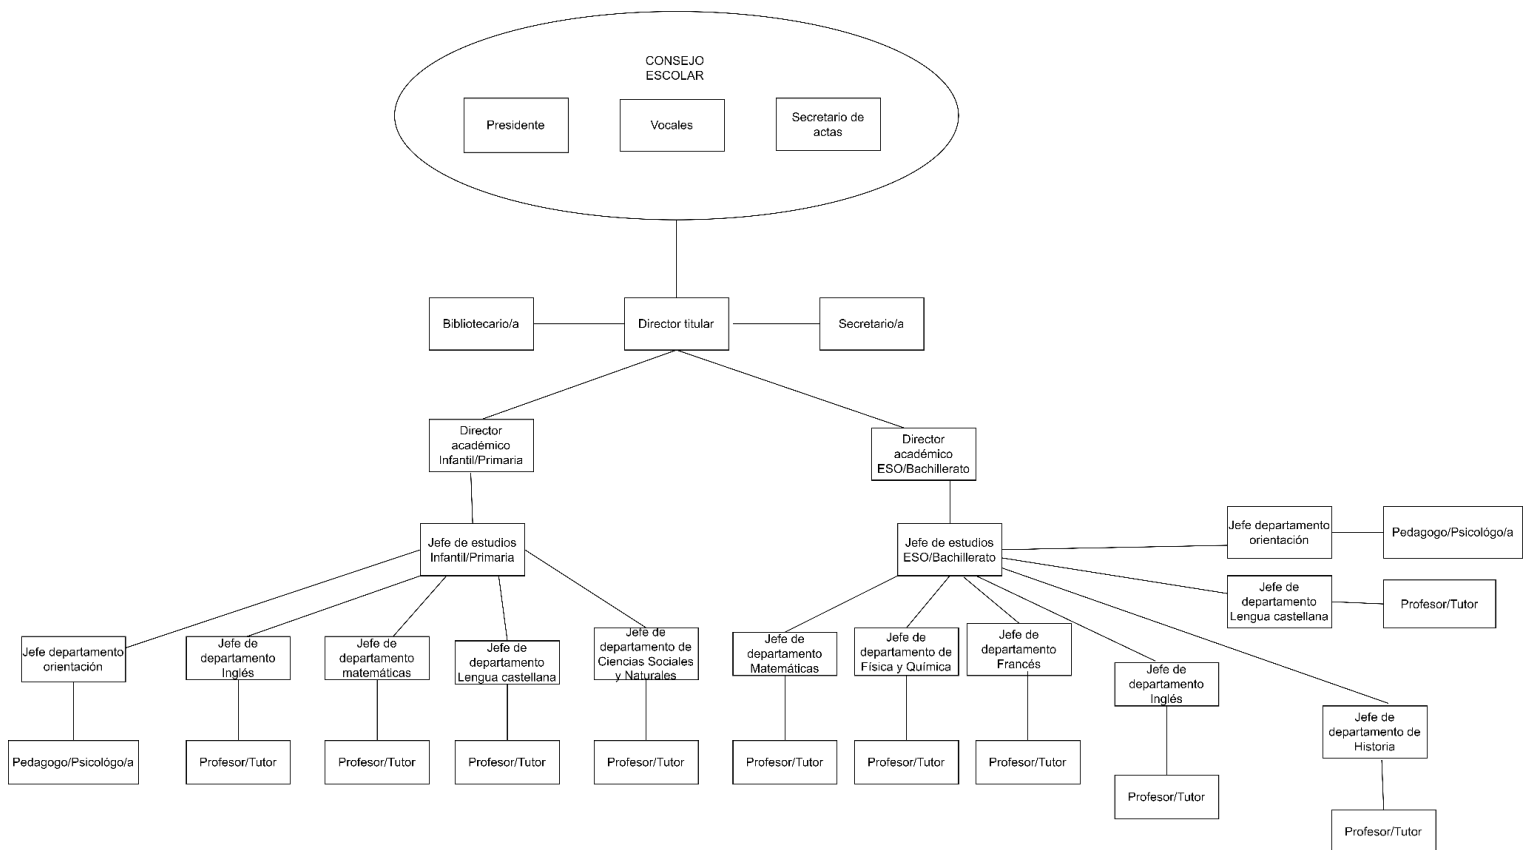 CONSEJO
ESCOLAR
Presidente
Vocales
Secretario de
actas
Bibliotecario/a
Director titular
Secretario/a
Director
académico
Infantil/Primaria
Director
académico
ESO/Bachillerato
Jefe de estudios
Infantil/Primaria
Jefe de estudios
ESO/Bachillerato
Jefe departamento
orientación
Pedagogo/Psicológo/a
Jefe de
departamento
Lengua castellana
Profesor/Tutor
Jefe departamento
orientación
Jefe de
departamento
Inglés
Jefe de
departamento
matemáticas
Jefe de
departamento
Lengua castellana
Jefe de
departamento de
Ciencias Sociales
y Naturales
Jefe de
departamento
Matemáticas
Jefe de
departamento de
Física y Química
Jefe de
departamento
Francés
Jefe de
departamento
Inglés
Jefe de
departamento de
Historia
Pedagogo/Psicológo/a
Profesor/Tutor
Profesor/Tutor
Profesor/Tutor
Profesor/Tutor
Profesor/Tutor
Profesor/Tutor
Profesor/Tutor
Profesor/Tutor
Profesor/Tutor